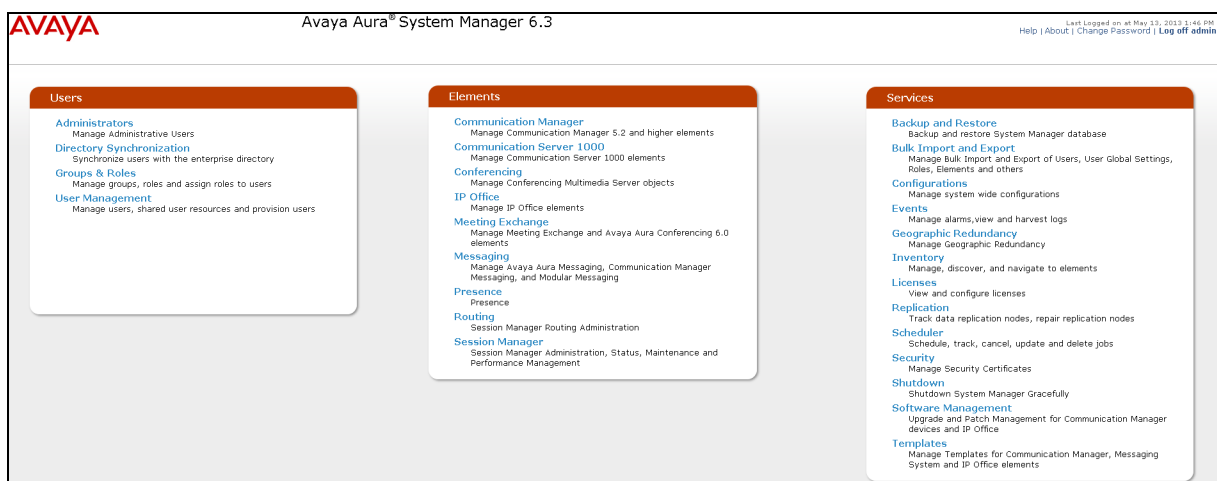 AVAYA
Avaya Aura® System Manager 6.3
Last Logged on at May 13, 2013 1:46 PM
Help | About | Change Password | Log off admin
Users
Administrators
Manage Administrative Users
Directory Synchronization
Synchronize users with the enterprise directory
Groups & Roles
Manage groups, roles and assign roles to users
User Management
Manage users, shared user resources and provision users
Elements
Communication Manager
Manage Communication Manager 5.2 and higher elements
Communication Server 1000
Manage Communication Server 1000 elements
Conferencing
Manage Conferencing Multimedia Server objects
IP Office
Manage IP Office elements
Meeting Exchange
Manage Meeting Exchange and Avaya Aura Conferencing 6.0
elements
Messaging
Manage Avaya Aura Messaging, Communication Manager
Messaging, and Modular Messaging
Presence
Presence
Routing
Session Manager Routing Administration
Session Manager
Session Manager Administration, Status, Maintenance and
Performance Management
Services
Backup and Restore
Backup and restore System Manager database
Bulk Import and Export
Manage Bulk Import and Export of Users, User Global Settings,
Roles, Elements and others
Configurations
Manage system wide configurations
Events
Manage alarms,view and harvest logs
Geographic Redundancy
Manage Geographic Redundancy
Inventory
Manage, discover, and navigate to elements
Licenses
View and configure licenses
Replication
Track data replication nodes, repair replication nodes
Scheduler
Schedule, track, cancel, update and delete jobs
Security
Manage Security Certificates
Shutdown
Shutdown System Manager Gracefully
Software Management
Upgrade and Patch Management for Communication Manager
devices and IP Office
Templates
Manage Templates for Communication Manager, Messaging
System and IP Office elements